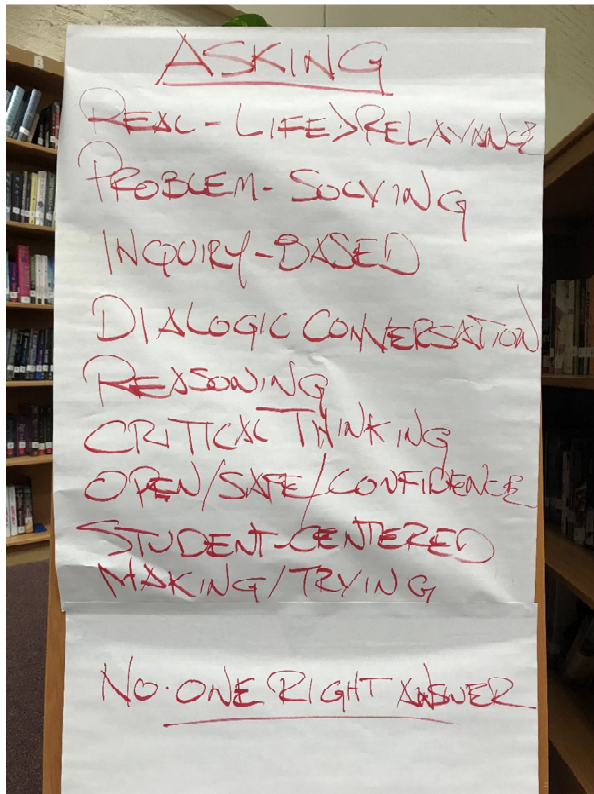 ASKING
REAL-LIFE>RELAVANCE
PROBLEM-SOLVING
INQUIRY-BASED
DIALOGIC CONVERSATION
REASONING
CRITICAL THINKING
OPEN/SAFE/CONFIDENCE
STUDENT-CENTERED
MAKING/TRYING
NO·ONE RIGHT ANSWER